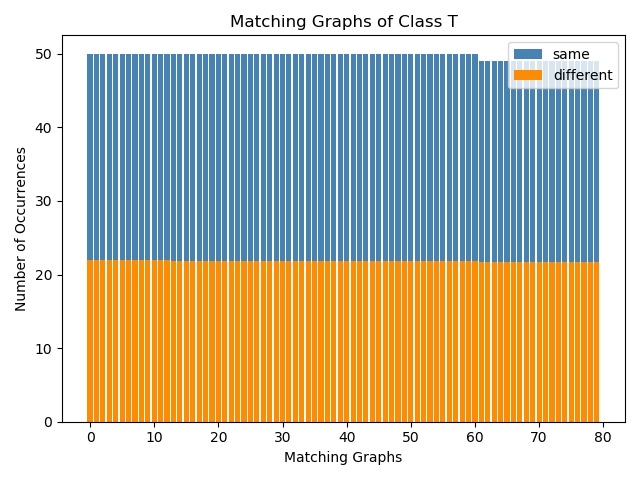 Matching Graphs of Class T
same
different
Number of Occurrences
50
40
30
20
10
0
0 10 20 30 40 50 60 70 80
Matching Graphs